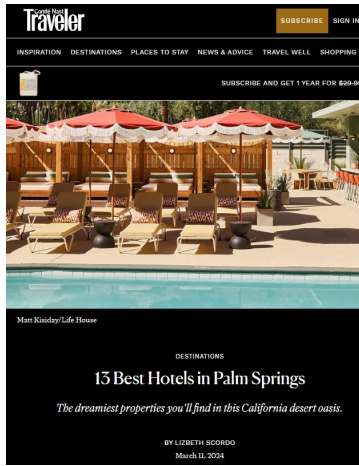 Condé Nast
Traveler
SUBSCRIBE SIGN IN
INSPIRATION DESTINATIONS PLACES TO STAY NEWS & ADVICE TRAVEL WELL SHOPPING
SUBSCRIBE AND GET 1 YEAR FOR
Matt Kisiday/Life House
DESTINATIONS
13 Best Hotels in Palm Springs
The dreamiest properties you'll find in this California desert oasis.
BY LIZBETH SCORDO
March 11, 2024